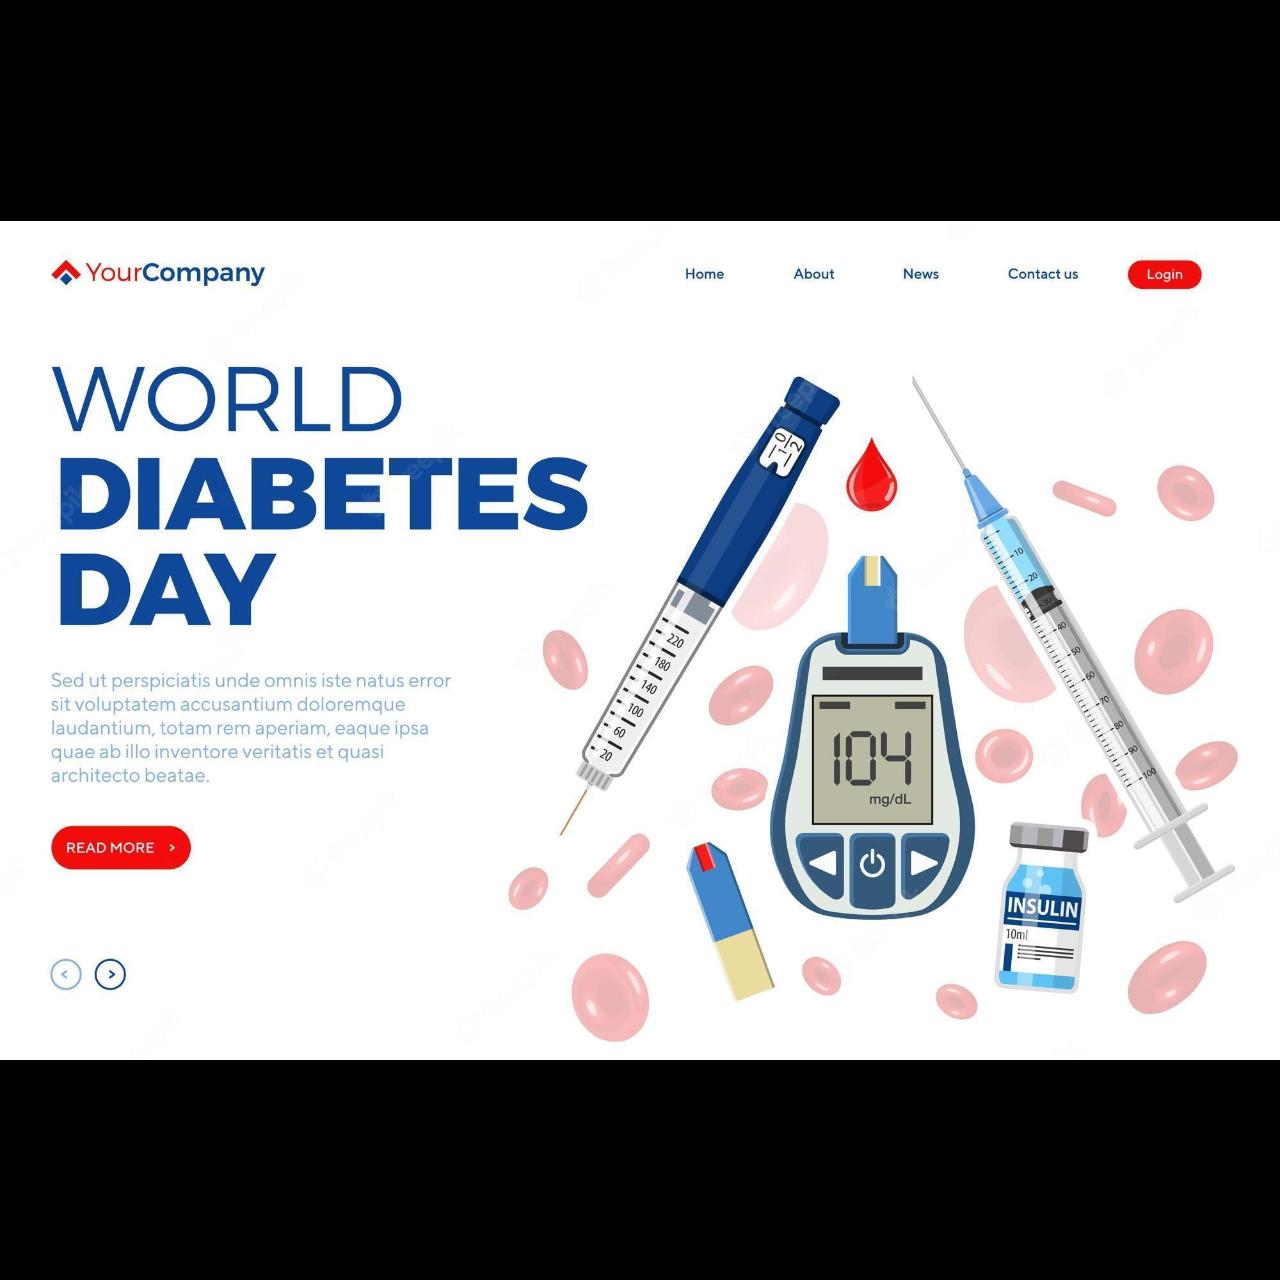 YourCompany
Home About News Contact us Login
WORLD
DIABETES
DAY
Sed ut perspiciatis unde omnis iste natus error
sit voluptatem accusantium doloremque
laudantium, totam rem aperiam, eaque ipsa
quae ab illo inventore veritatis et quasi
architecto beatae.
READ MORE >
< >
0
1
2
220
180
140
100
60
20
104
mg/dL
10
20
30
40
50
60
70
80
90
100
INSULIN
10ml